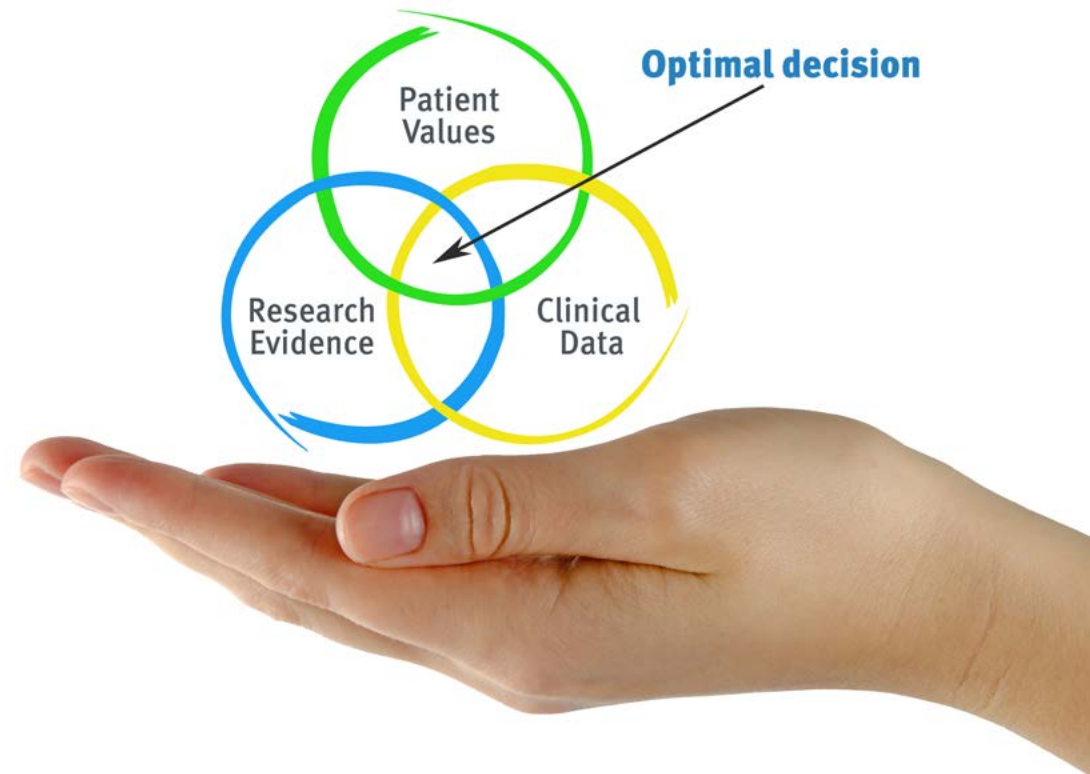 Optimal decision
Patient
Values
Research
Evidence
Clinical
Data